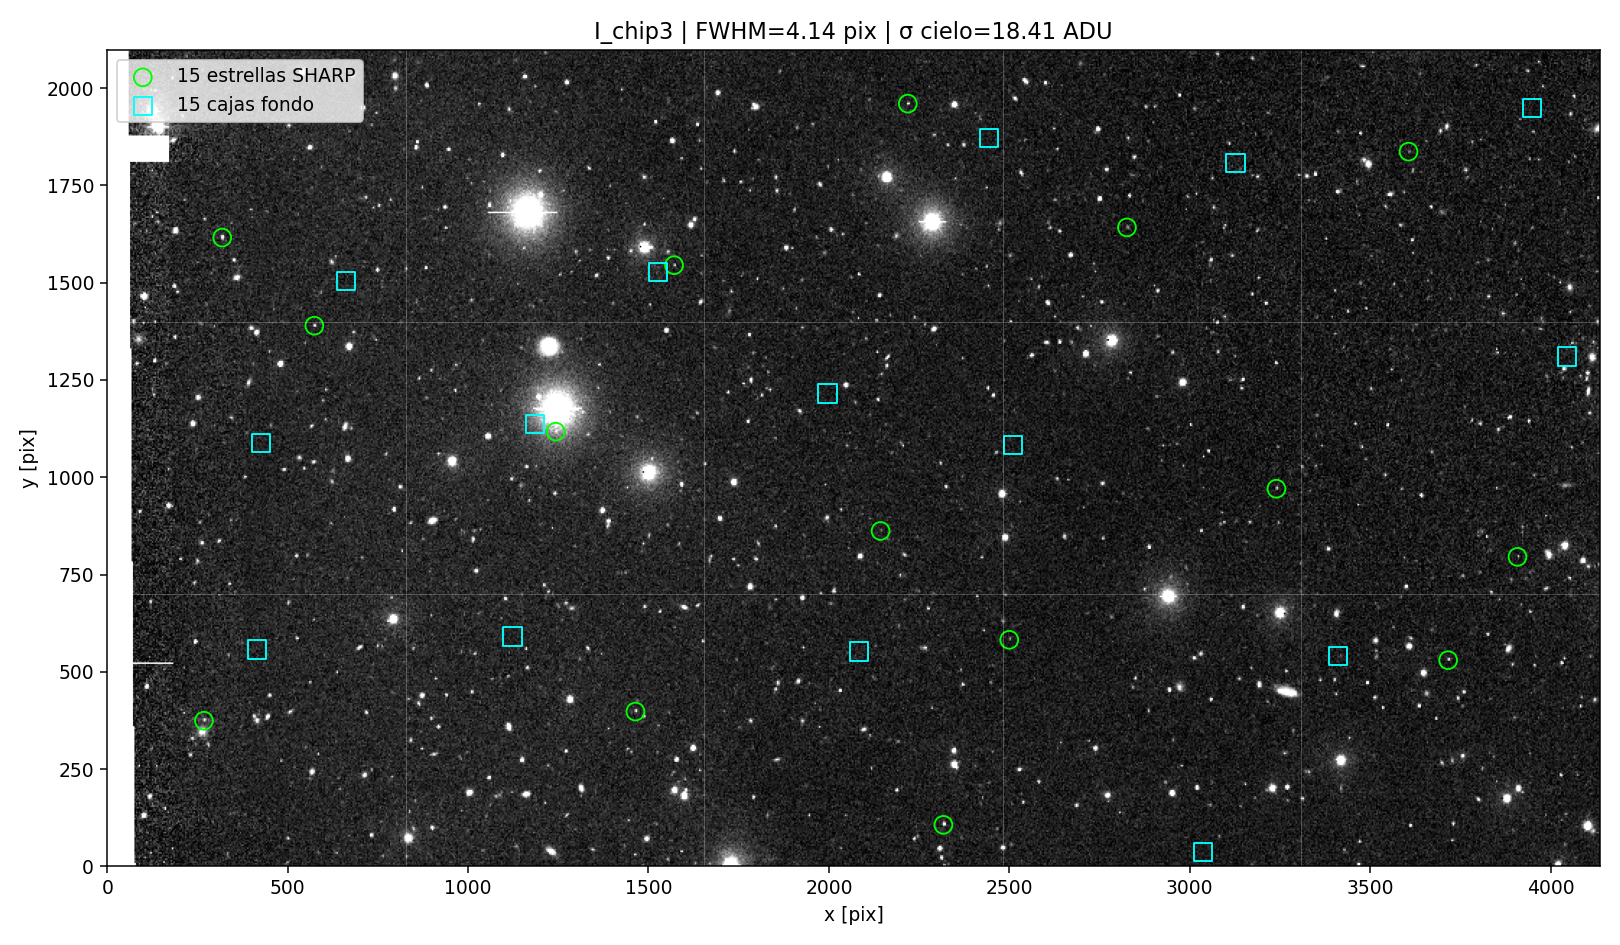 I_chip3 | FWHM=4.14 pix | σ cielo=18.41 ADU
15 estrellas SHARP
15 cajas fondo
y [pix]
2000
1750
1500
1250
1000
750
500
250
0
0 500 1000 1500 2000 2500 3000 3500 4000
x [pix]